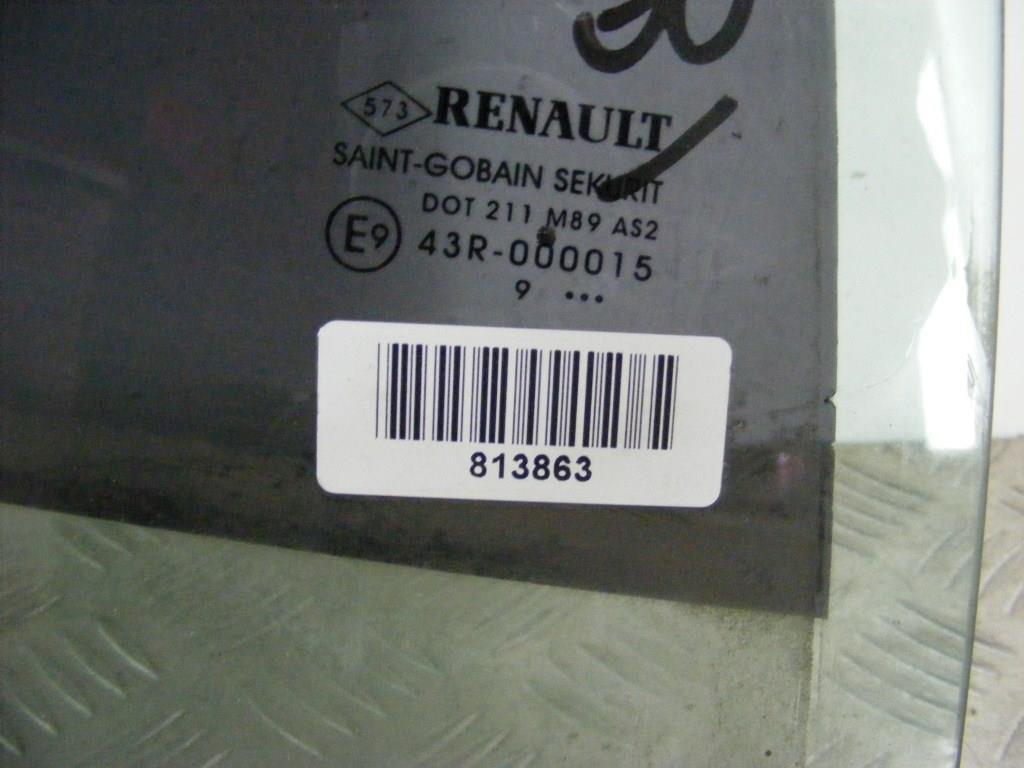 573 RENAULT
SAINT-GOBAIN SEKURIT
DOT 211 M89 AS2
E9 43R-000015
9 •••
813863